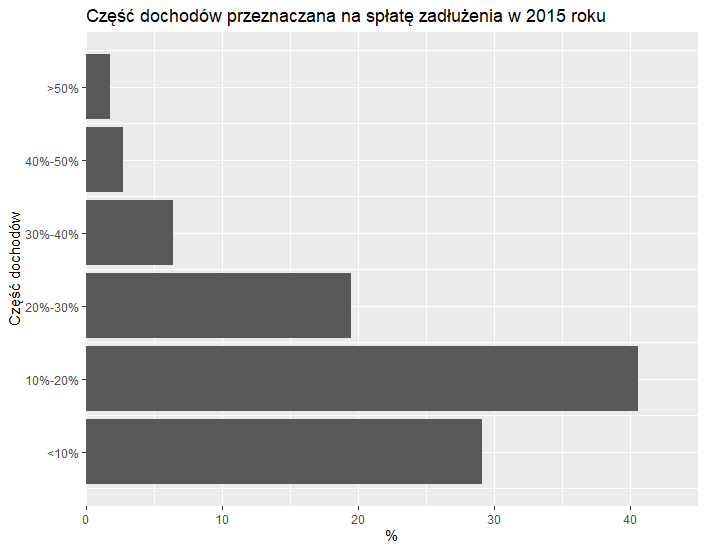 Część dochodów przeznaczana na spłatę zadłużenia w 2015 roku
Część dochodów
>50%
40%-50%
30%-40%
20%-30%
10%-20%
<10%
0 10 20 30 40
%